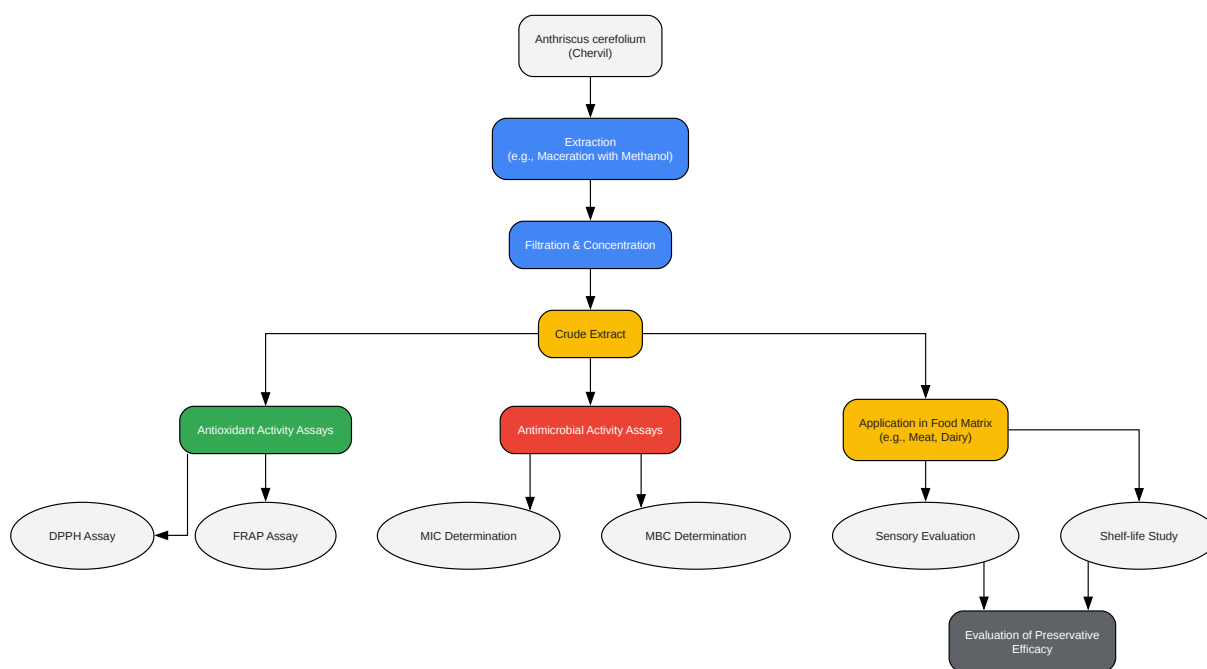 Anthriscus cerefolium
(Chervil)
Extraction
(e.g., Maceration with Methanol)
Filtration & Concentration
Crude Extract
Antioxidant Activity Assays
Antimicrobial Activity Assays
Application in Food Matrix
(e.g., Meat, Dairy)
DPPH Assay
FRAP Assay
MIC Determination
MBC Determination
Sensory Evaluation
Shelf-life Study
Evaluation of Preservative
Efficacy